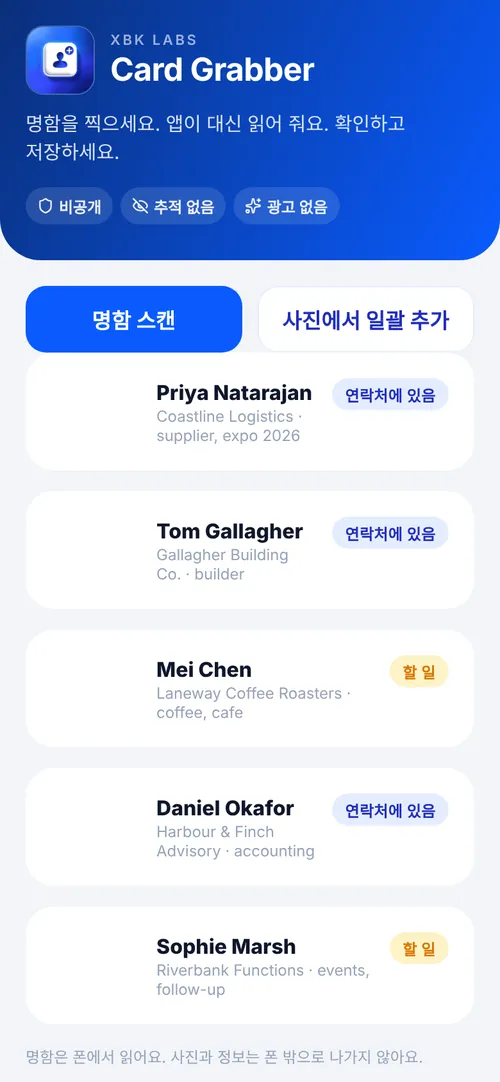 XBK LABS
Card Grabber
명함을 찍으세요. 앱이 대신 읽어 줘요. 확인하고
저장하세요.
비공개
추적 없음
광고 없음
명함 스캔
사진에서 일괄 추가
Priya Natarajan
연락처에 있음
Coastline Logistics ·
supplier, expo 2026
Tom Gallagher
연락처에 있음
Gallagher Building
Co. · builder
Mei Chen
할 일
Laneway Coffee Roasters ·
coffee, cafe
Daniel Okafor
연락처에 있음
Harbour & Finch
Advisory · accounting
Sophie Marsh
할 일
Riverbank Functions · events,
follow-up
명함은 폰에서 읽어요. 사진과 정보는 폰 밖으로 나가지 않아요.